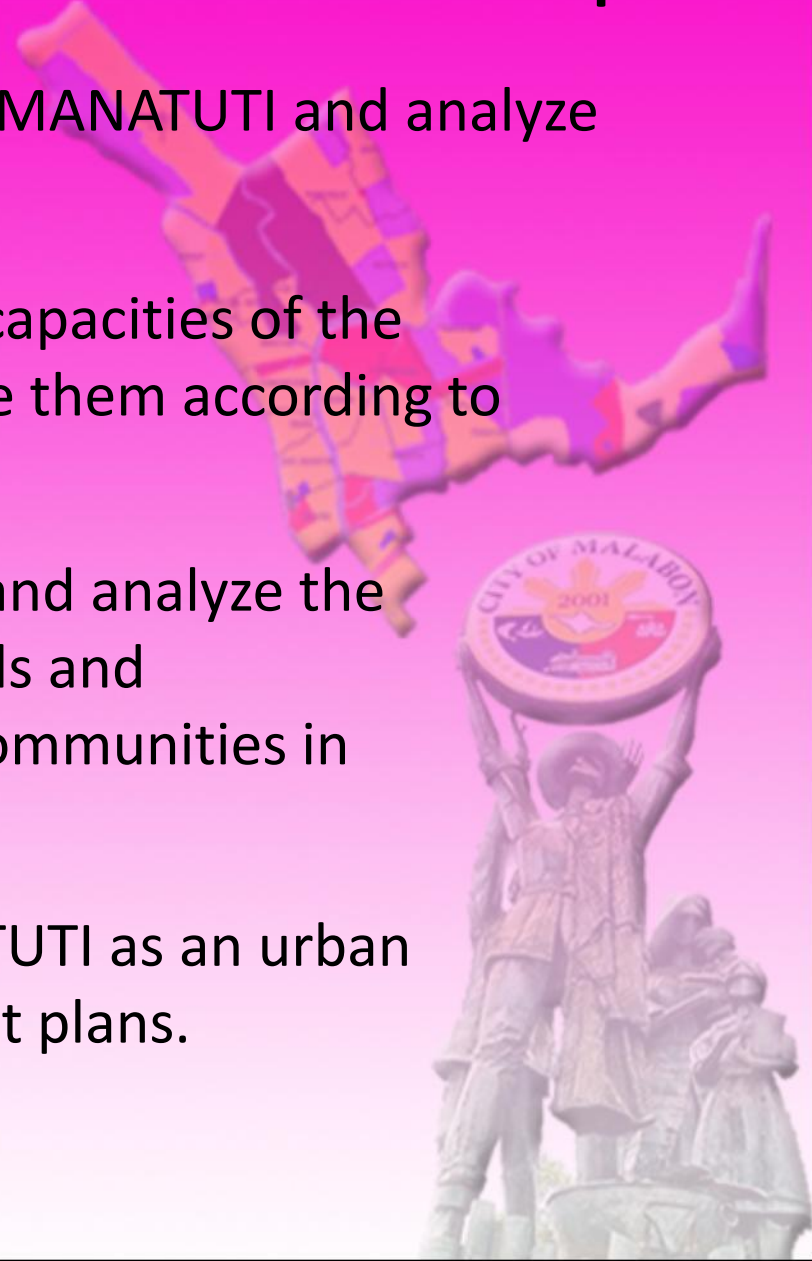 MANATUTI and analyze
capacities of the
e them according to
and analyze the
ls and
ommunities in
CITY OF MALABON
2001
TUTI as an urban
t plans.